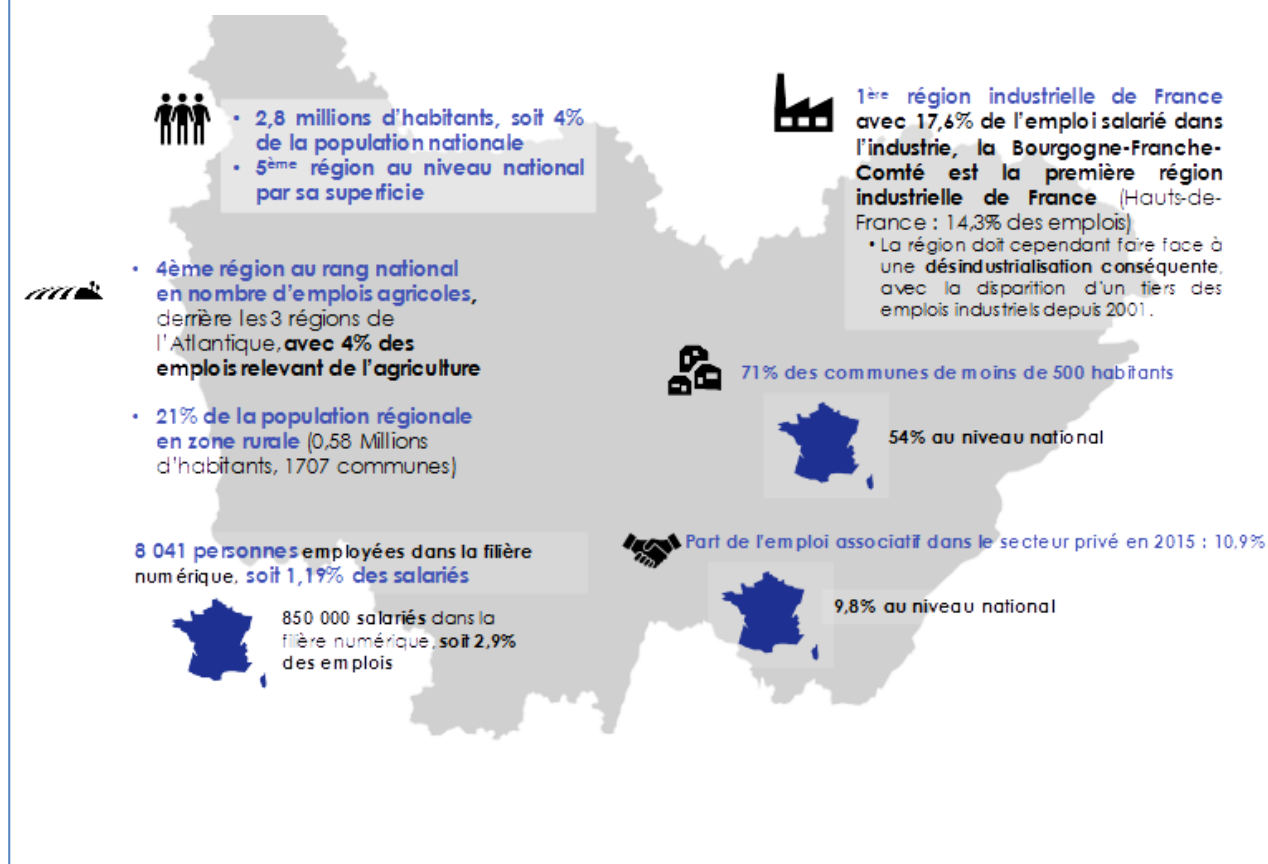 • 2,8 millions d'habitants, soit 4%
de la population nationale
• 5ème région au niveau national
par sa superficie
1ère région industrielle de France
avec 17,6% de l'emploi salarié dans
l'industrie, la Bourgogne-Franche-
Comté est la première région
industrielle de France (Hauts-de-
France : 14,3% des emplois)
• La région doit cependant faire face à
une désindustrialisation conséquente,
avec la disparition d'un tiers des
emplois industriels depuis 2001.
• 4ème région au rang national
en nombre d'emplois agricoles,
derrière les 3 régions de
l'Atlantique, avec 4% des
emplois relevant de l'agriculture
• 21% de la population régionale
en zone rurale (0,58 Millions
d'habitants, 1707 communes)
71% des communes de moins de 500 habitants
54% au niveau national
8 041 personnes employées dans la filière
numérique, soit 1,19% des salariés
850 000 salariés dans la
filière numérique, soit 2,9%
des emplois
Part de l'emploi associatif dans le secteur privé en 2015 : 10,9%
9,8% au niveau national